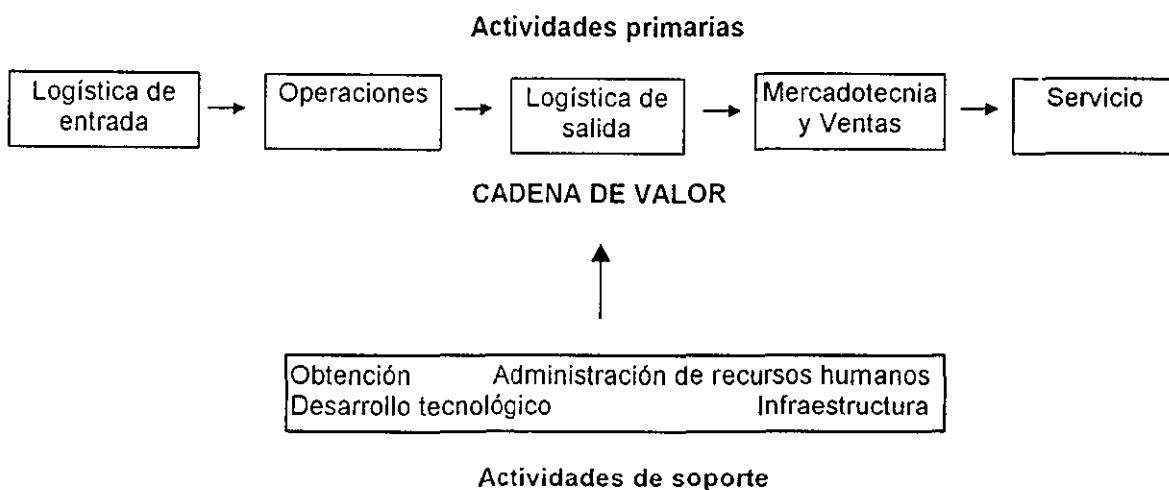 Actividades primarias
Logística de
entrada
Operaciones
Logística de
salida
Mercadotecnia
y Ventas
Servicio
CADENA DE VALOR
Obtención Administración de recursos humanos
Desarrollo tecnológico Infraestructura
Actividades de soporte